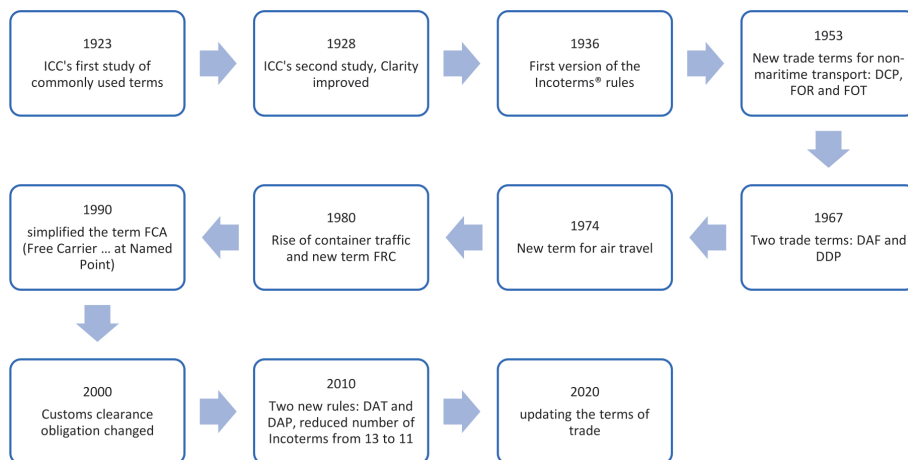 1923
ICC's first study of
commonly used terms
1928
ICC's second study, Clarity
improved
1936
First version of the
Incoterms® rules
1953
New trade terms for non-
maritime transport: DCP,
FOR and FOT
1967
Two trade terms: DAF and
DDP
1974
New term for air travel
1980
Rise of container traffic
and new term FRC
1990
simplified the term FCA
(Free Carrier ... at Named
Point)
2000
Customs clearance
obligation changed
2010
Two new rules: DAT and
DAP, reduced number of
Incoterms from 13 to 11
2020
updating the terms of
trade